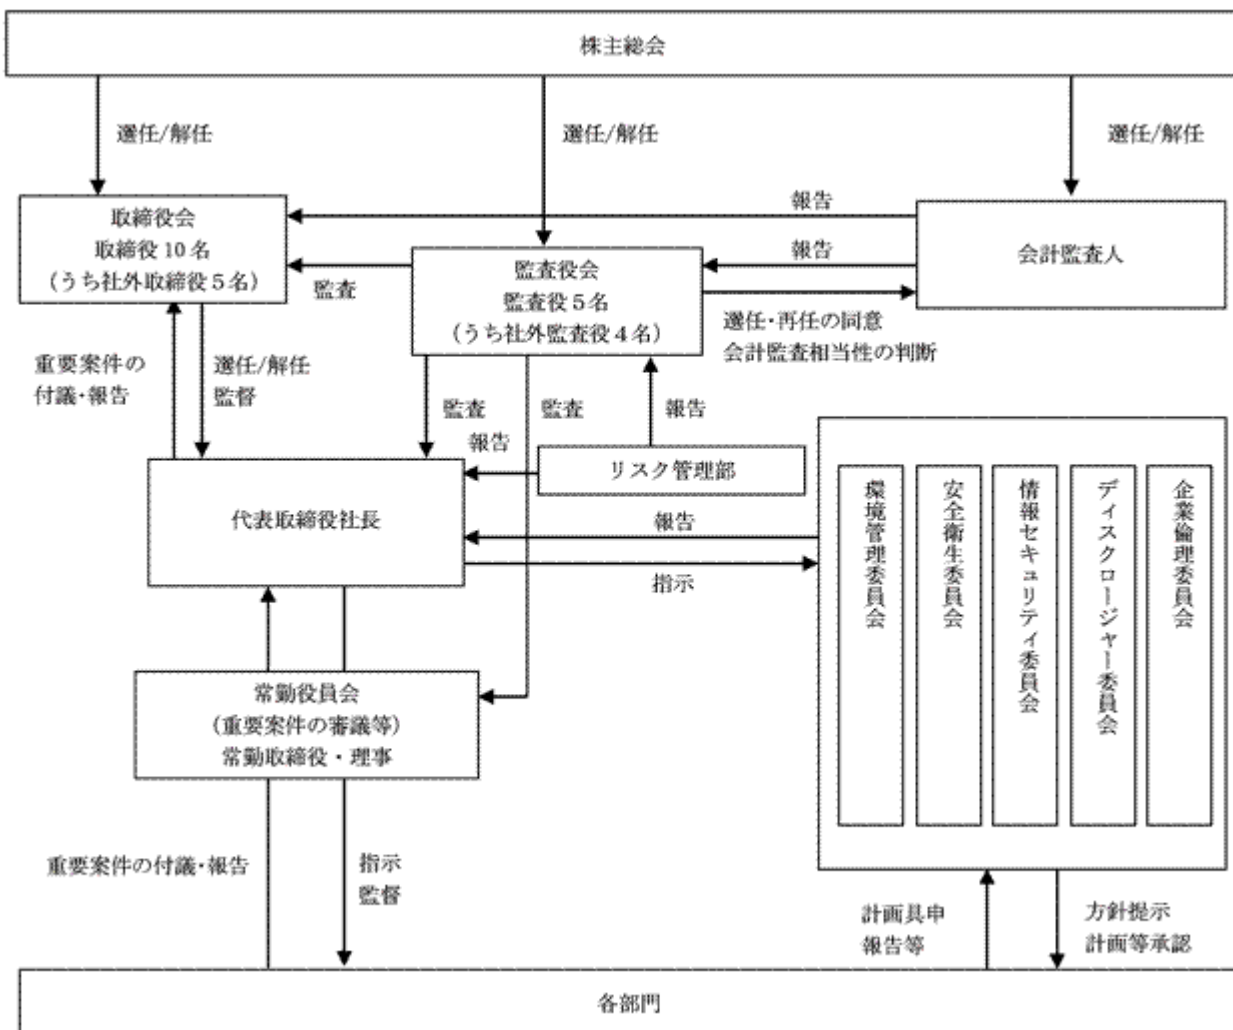 株主総会
選任/解任
選任/解任
選任/解任
取締役会
取締役10名
(うち社外取締役5名)
報告
会計監査人
報告
監査
監査役会
監査役5名
(うち社外監査役4名)
選任・再任の同意
会計監査相当性の判断
重要案件の
付議・報告
選任/解任
監督
監査
監査
報告
報告
リスク管理部
代表取締役社長
報告
指示
環境管理委員会
安全衛生委員会
情報セキュリティ委員会
ディスクロージャー委員会
企業倫理委員会
常勤役員会
(重要案件の審議等)
常勤取締役・理事
重要案件の付議・報告
指示
監督
計画具申
報告等
方針提示
計画等承認
各部門